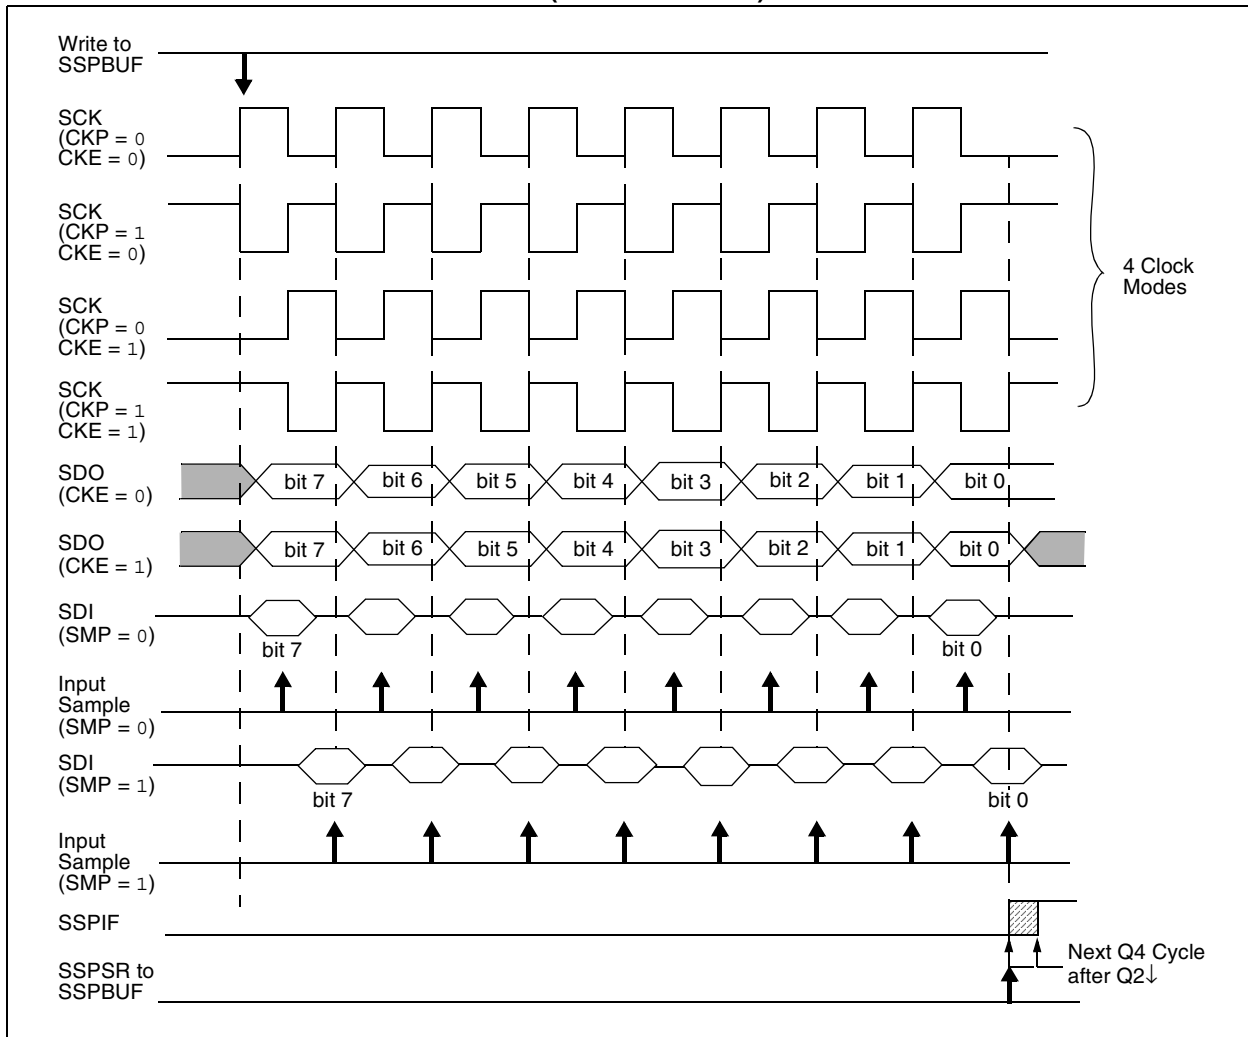 Write to
SSPBUF
SCK
(CKP = 0
CKE = 0)
SCK
(CKP = 1
CKE = 0)
4 Clock
Modes
SCK
(CKP = 0
CKE = 1)
SCK
(CKP = 1
CKE = 1)
SDO
(CKE = 0)
bit 7
bit 6
bit 5
bit 4
bit 3
bit 2
bit 1
bit 0
SDO
(CKE = 1)
bit 7
bit 6
bit 5
bit 4
bit 3
bit 2
bit 1
bit 0
SDI
(SMP = 0)
bit 7
bit 0
Input
Sample
(SMP = 0)
SDI
(SMP = 1)
bit 7
bit 0
Input
Sample
(SMP = 1)
SSPIF
Next Q4 Cycle
after Q2↓
SSPSR to
SSPBUF